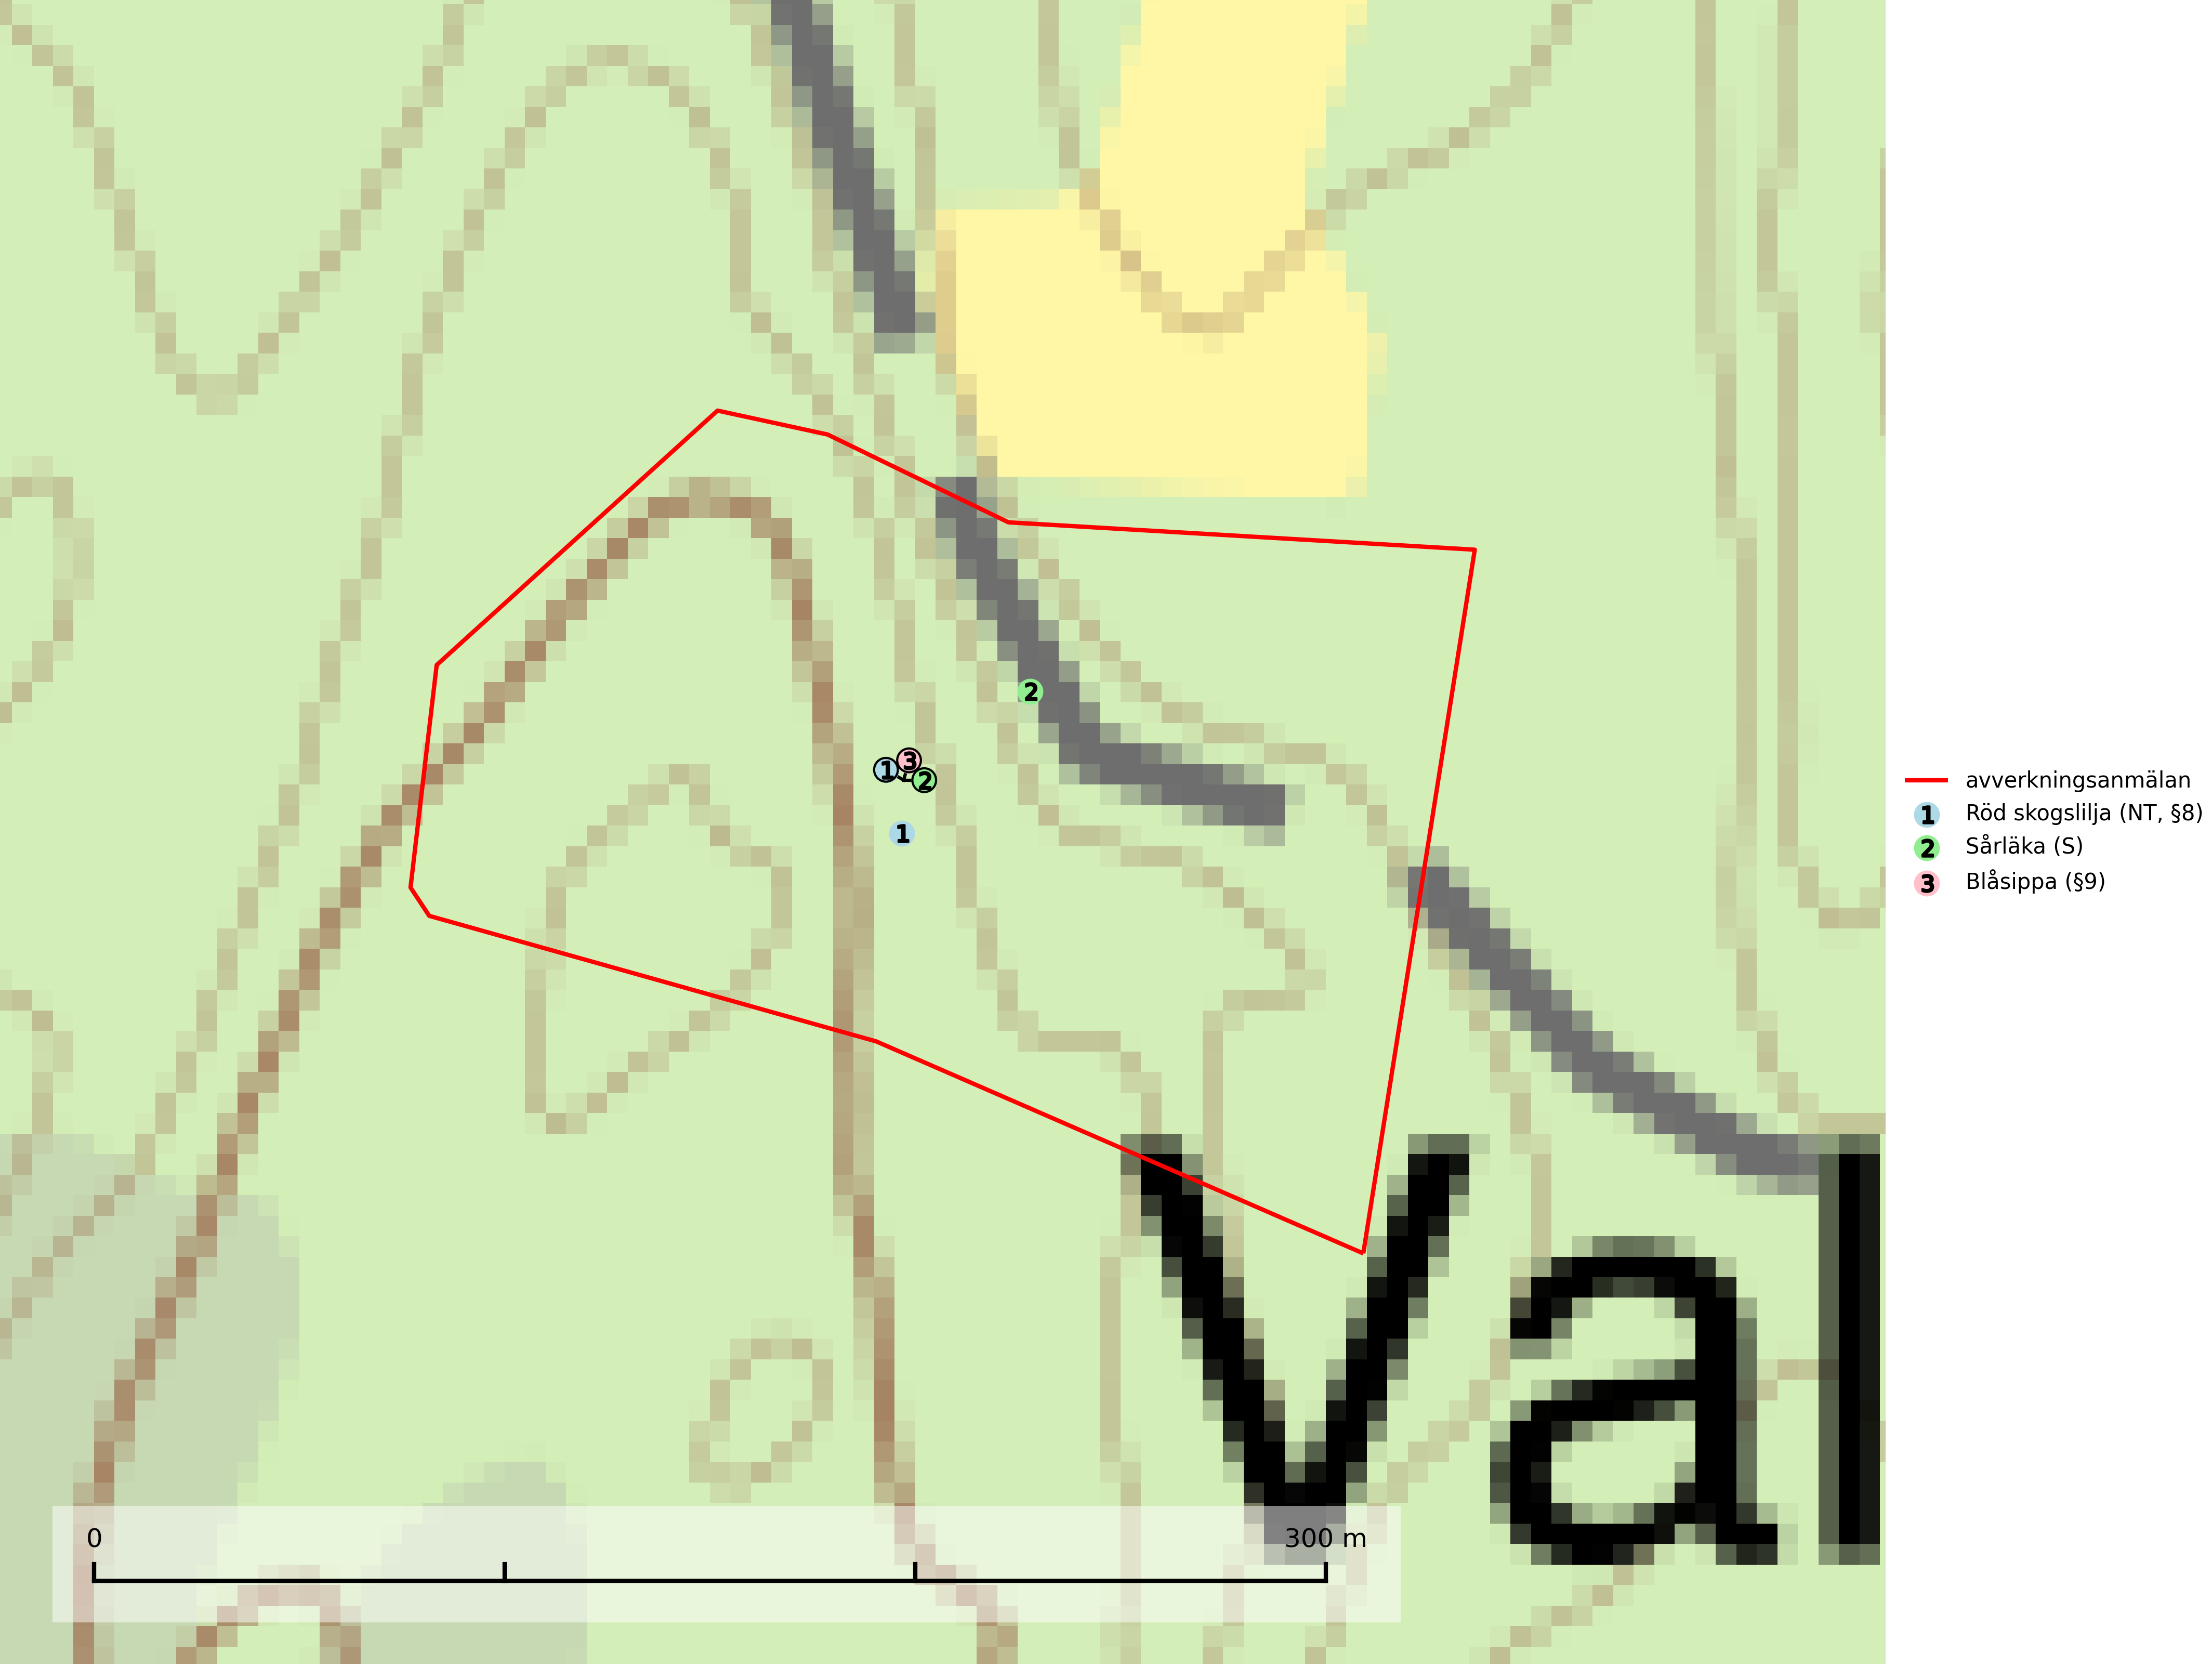 2
1 3
2
1
Val
0 300 m
avverkningsanmälan
1 Röd skogslilja (NT, §8)
2 Sårläka (S)
3 Blåsippa (§9)